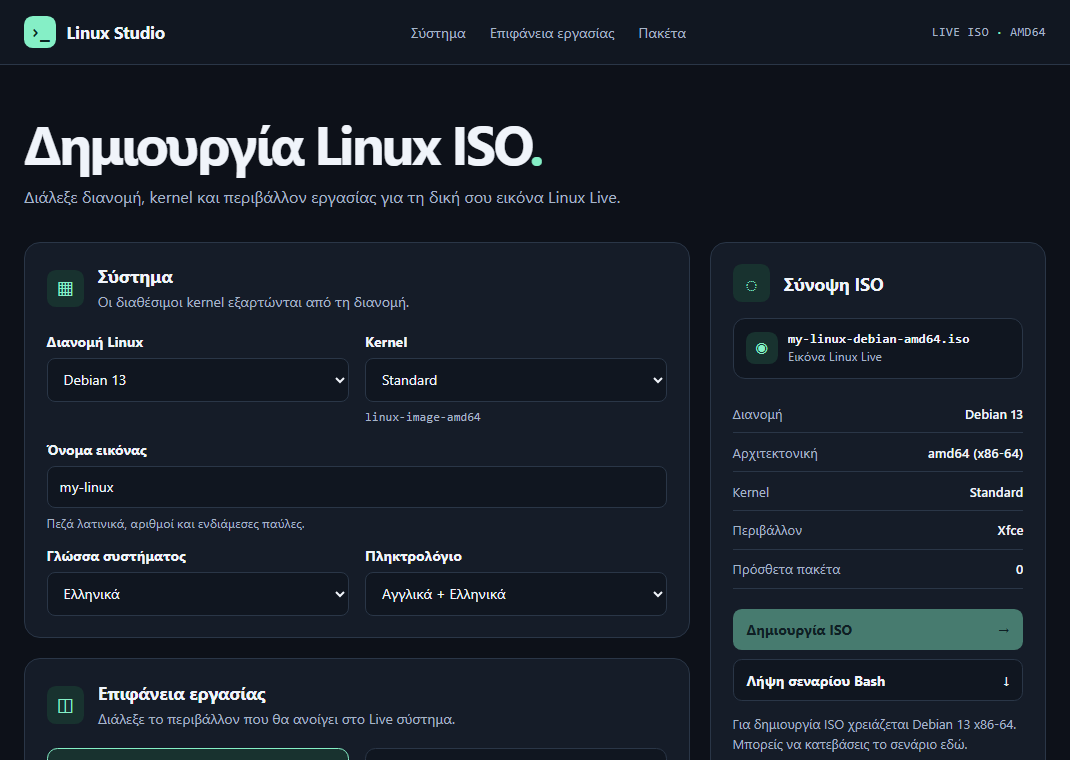 Linux Studio
Σύστημα
Επιφάνεια εργασίας
Πακέτα
LIVE ISO · AMD64
Δημιουργία Linux ISO.
Διάλεξε διανομή, kernel και περιβάλλον εργασίας για τη δική σου εικόνα Linux Live.
Σύστημα
Οι διαθέσιμοι kernel εξαρτώνται από τη διανομή.
Διανομή Linux
Debian 13
Kernel
Standard
linux-image-amd64
Όνομα εικόνας
my-linux
Πεζά λατινικά, αριθμοί και ενδιάμεσες παύλες.
Γλώσσα συστήματος
Ελληνικά
Πληκτρολόγιο
Αγγλικά + Ελληνικά
Επιφάνεια εργασίας
Διάλεξε το περιβάλλον που θα ανοίγει στο Live σύστημα.
Σύνοψη ISO
my-linux-debian-amd64.iso
Εικόνα Linux Live
Διανομή Debian 13
Αρχιτεκτονική amd64 (x86-64)
Kernel Standard
Περιβάλλον Xfce
Πρόσθετα πακέτα 0
Δημιουργία ISO →
Λήψη σεναρίου Bash ↓
Για δημιουργία ISO χρειάζεται Debian 13 x86-64.
Μπορείς να κατεβάσεις το σενάριο εδώ.